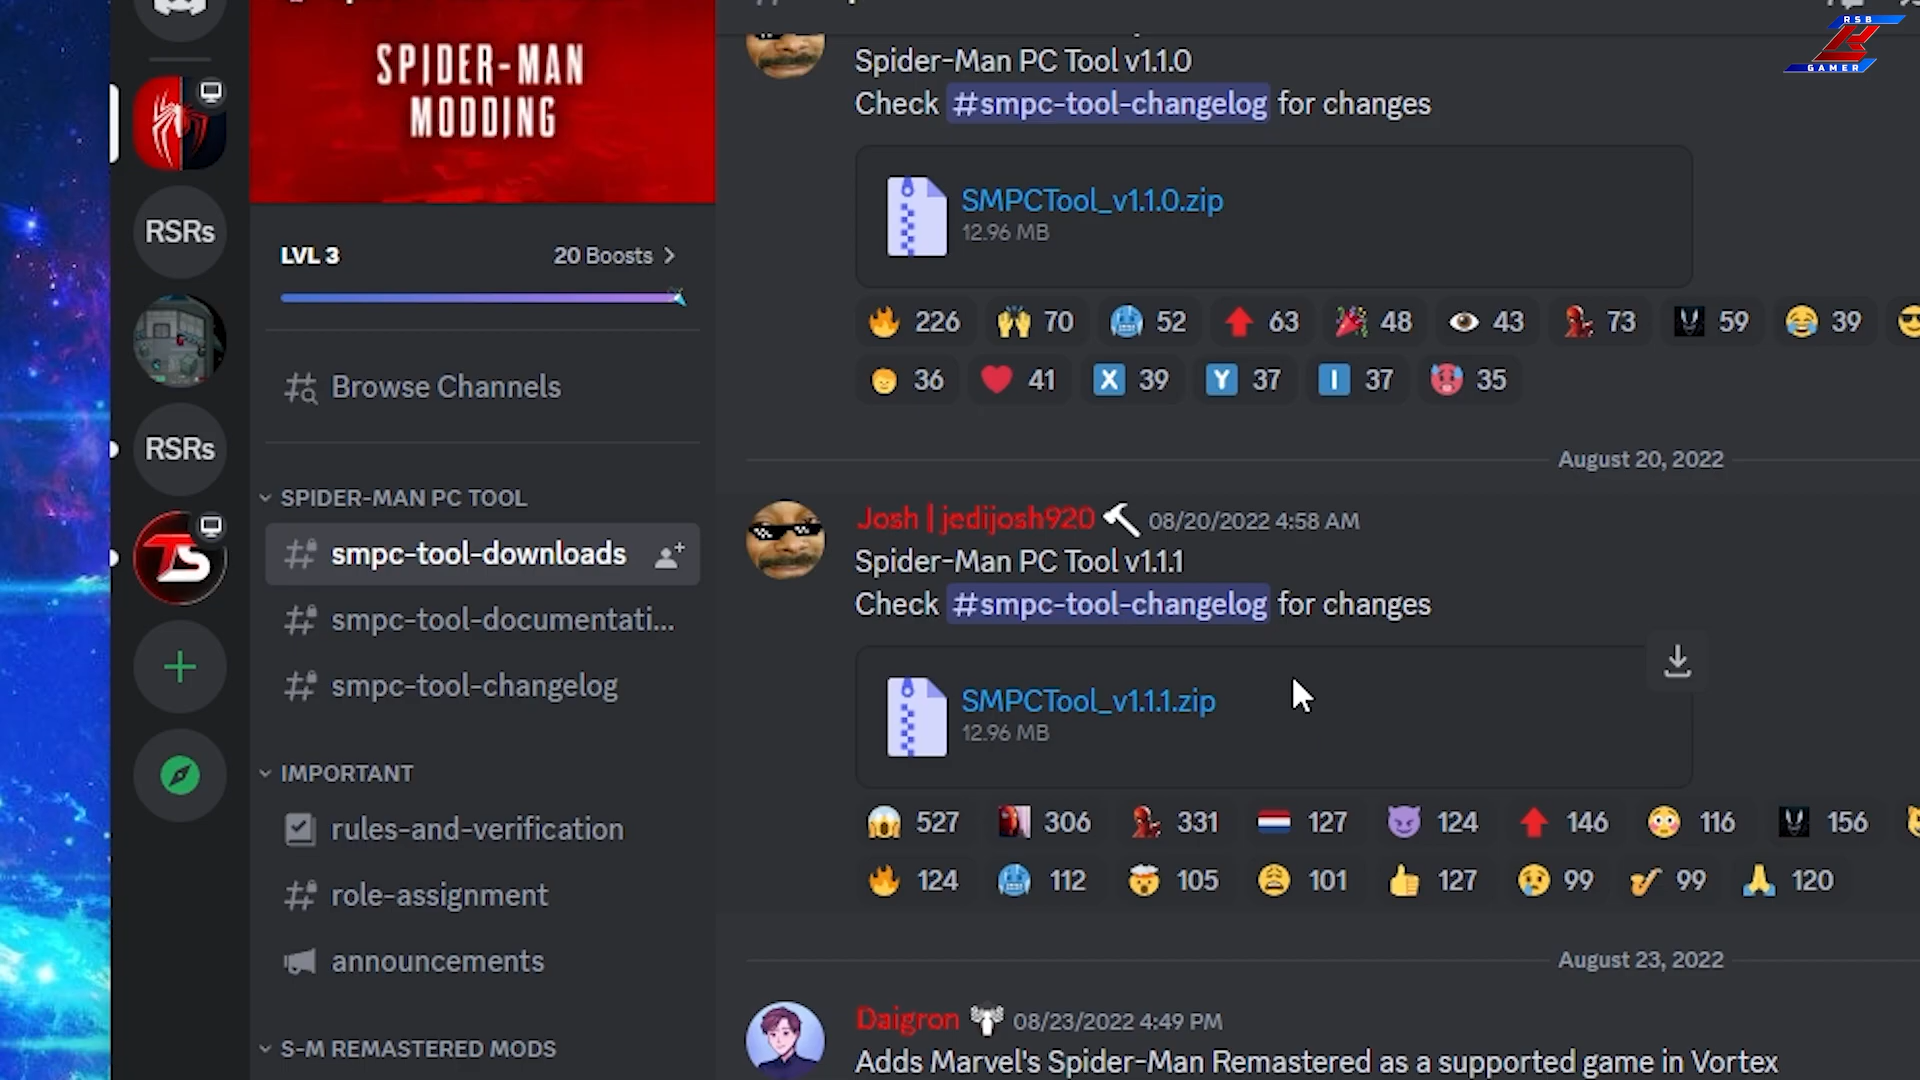 RSB
GAMER
SPIDER-MAN
MODDING
LVL 3
20 Boosts
Browse Channels
SPIDER-MAN PC TOOL
smpc-tool-downloads
smpc-tool-documentati...
smpc-tool-changelog
IMPORTANT
rules-and-verification
role-assignment
announcements
S-M REMASTERED MODS
RSRs
RSRs
TS
Spider-Man PC Tool v1.1.0
Check #smpc-tool-changelog for changes
SMPCTool_v1.1.0.zip
12.96 MB
226 70 52 63 48 43 73 59 39
36 41 X 39 Y 37 I 37 35
August 20, 2022
Josh | jedijosh920 08/20/2022 4:58 AM
Spider-Man PC Tool v1.1.1
Check #smpc-tool-changelog for changes
SMPCTool_v1.1.1.zip
12.96 MB
527 306 331 127 124 146 116 156
124 112 105 101 127 99 99 120
August 23, 2022
Daigron 08/23/2022 4:49 PM
Adds Marvel's Spider-Man Remastered as a supported game in Vortex